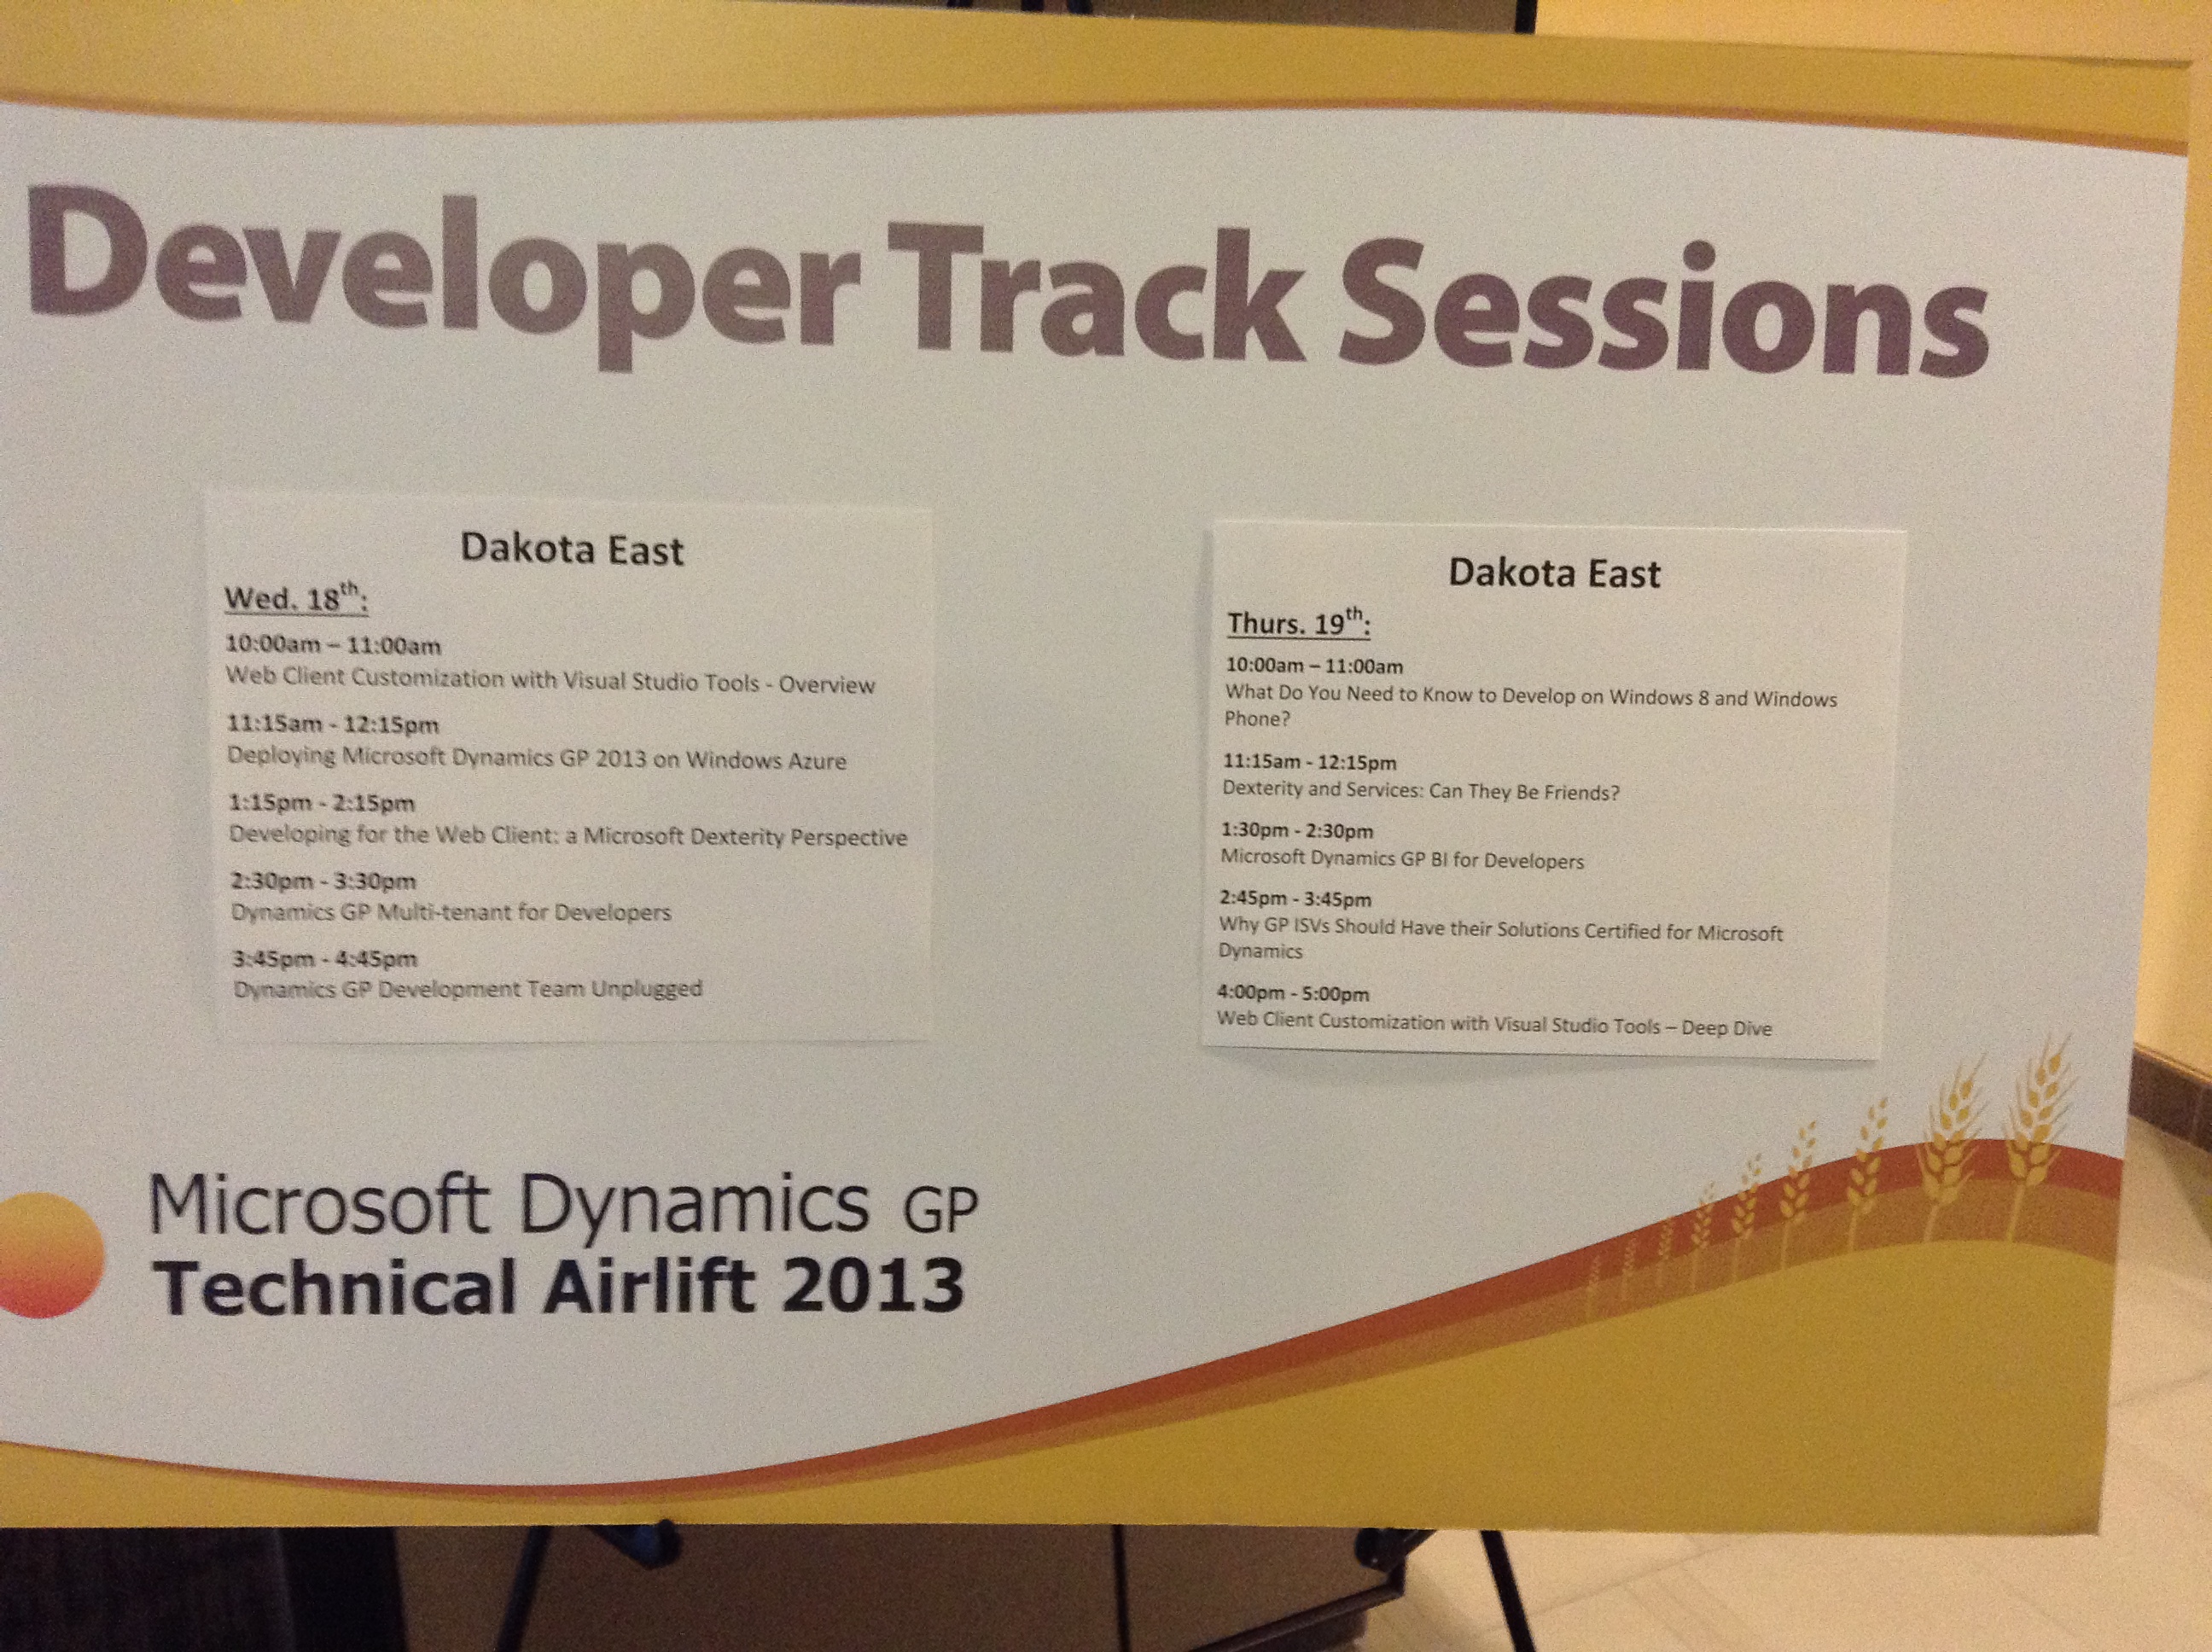 Developer Track Sessions
Dakota East
Wed. 18th:
10:00am – 11:00am
Web Client Customization with Visual Studio Tools - Overview
11:15am - 12:15pm
Deploying Microsoft Dynamics GP 2013 on Windows Azure
1:15pm - 2:15pm
Developing for the Web Client: a Microsoft Dexterity Perspective
2:30pm - 3:30pm
Dynamics GP Multi-tenant for Developers
3:45pm - 4:45pm
Dynamics GP Development Team Unplugged
Dakota East
Thurs. 19th:
10:00am – 11:00am
What Do You Need to Know to Develop on Windows 8 and Windows
Phone?
11:15am - 12:15pm
Dexterity and Services: Can They Be Friends?
1:30pm - 2:30pm
Microsoft Dynamics GP BI for Developers
2:45pm - 3:45pm
Why GP ISVs Should Have their Solutions Certified for Microsoft
Dynamics
4:00pm - 5:00pm
Web Client Customization with Visual Studio Tools – Deep Dive
Microsoft Dynamics GP
Technical Airlift 2013